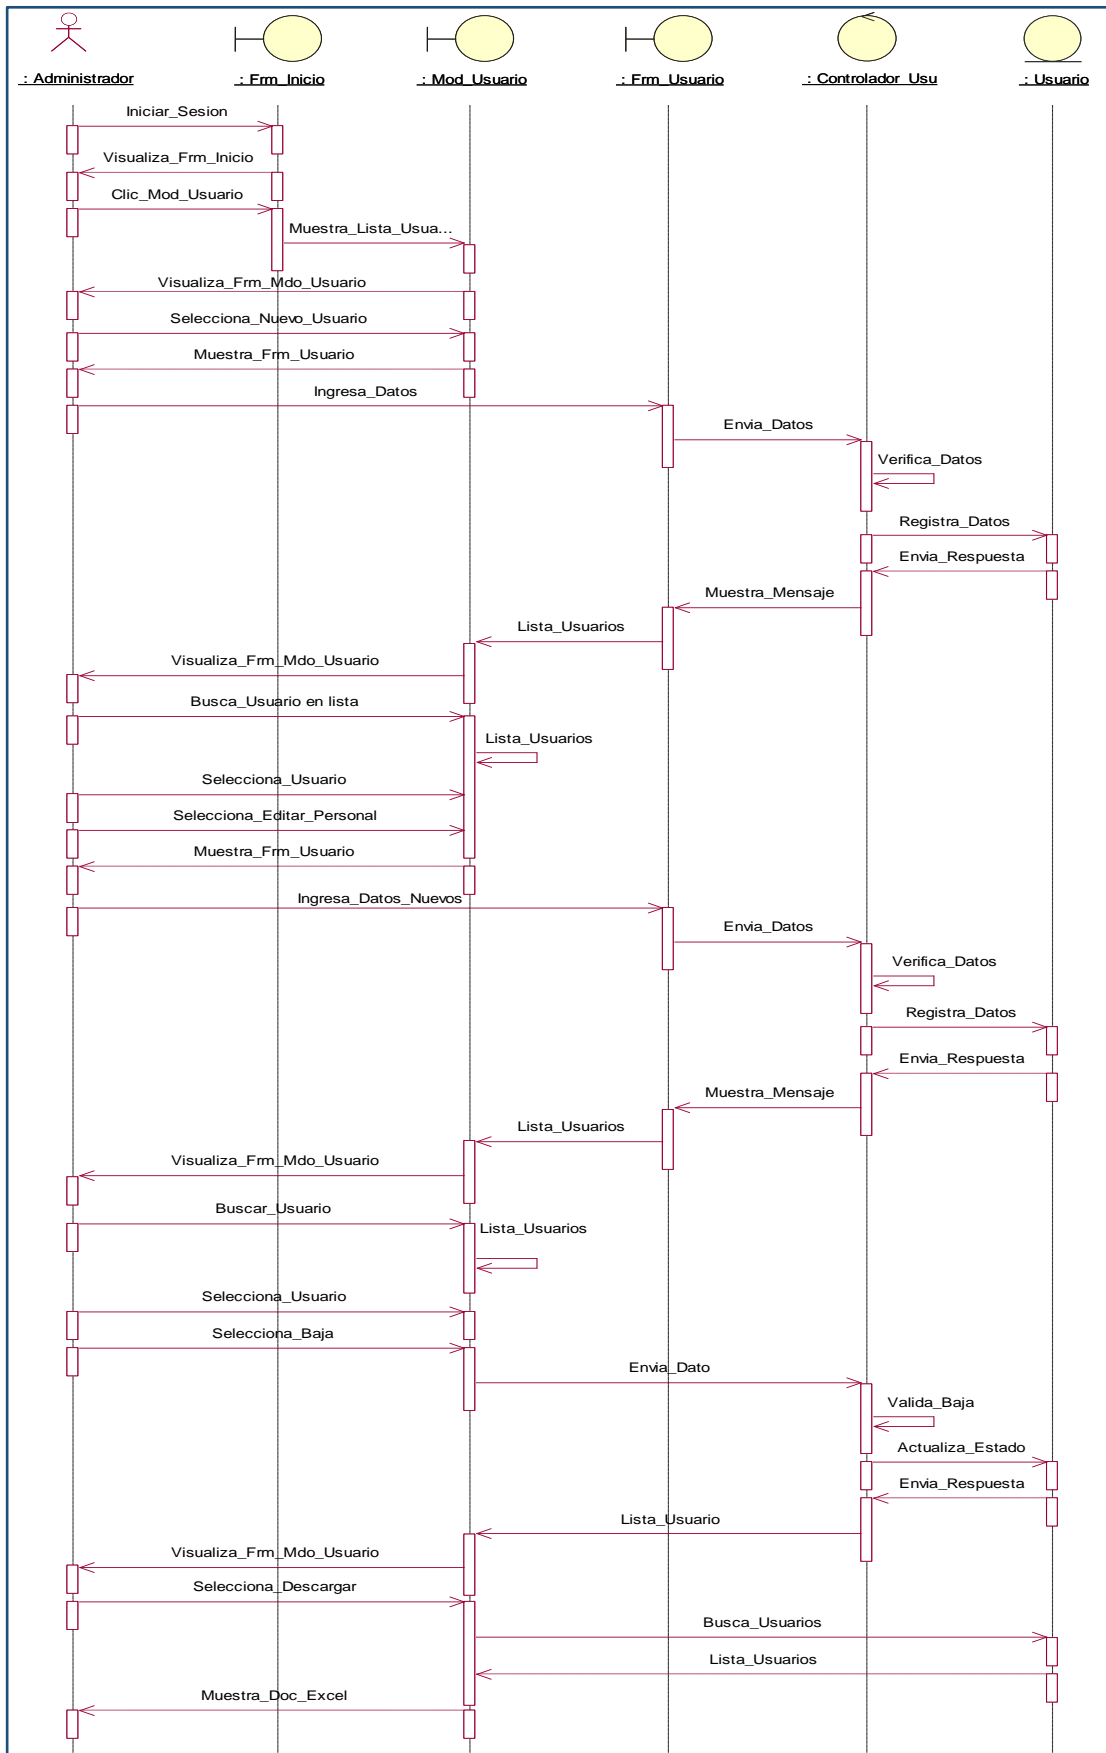 : Administrador
: Frm_Inicio
: Mod_Usuario
: Frm_Usuario
: Controlador_Usu
: Usuario
Iniciar_Sesion
Visualiza_Frm_Inicio
Clic_Mod_Usuario
Muestra_Lista_Usua...
Visualiza_Frm_Mdo_Usuario
Selecciona_Nuevo_Usuario
Muestra_Frm_Usuario
Ingresa_Datos
Envia_Datos
Verifica_Datos
Registra_Datos
Envia_Respuesta
Muestra_Mensaje
Lista_Usuarios
Visualiza_Frm_Mdo_Usuario
Busca_Usuario en lista
Lista_Usuarios
Selecciona_Usuario
Selecciona_Editar_Personal
Muestra_Frm_Usuario
Ingresa_Datos_Nuevos
Envia_Datos
Verifica_Datos
Registra_Datos
Envia_Respuesta
Muestra_Mensaje
Lista_Usuarios
Visualiza_Frm_Mdo_Usuario
Buscar_Usuario
Lista_Usuarios
Selecciona_Usuario
Selecciona_Baja
Envia_Dato
Valida_Baja
Actualiza_Estado
Envia_Respuesta
Lista_Usuario
Visualiza_Frm_Mdo_Usuario
Selecciona_Descargar
Busca_Usuarios
Lista_Usuarios
Muestra_Doc_Excel